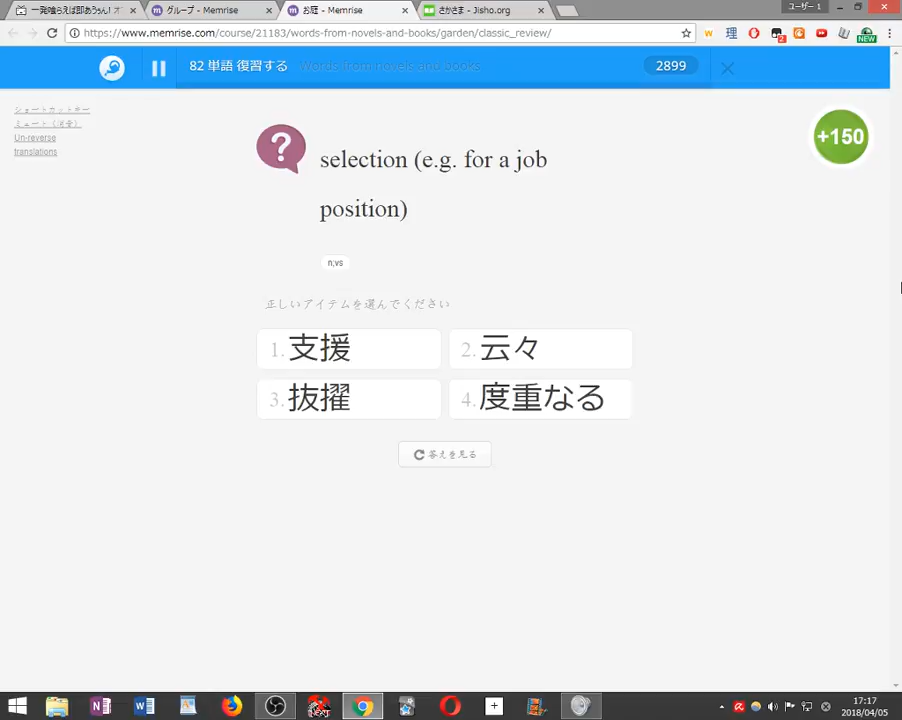 一発喰らえば即あうぅん! オ
グループ - Memrise
お庭 - Memrise
さかさま - Jisho.org
ユーザー 1
https://www.memrise.com/course/21183/words-from-novels-and-books/garden/classic_review/
82 単語 復習する
Words from novels and books
2899
ショートカットキー
ミュート（発音）
Un-reverse
translations
+150
?
selection (e.g. for a job
position)
n;vs
正しいアイテムを選んでください
1. 支援
2. 云々
3. 抜擢
4. 度重なる
答えを見る
17:17
2018/04/05